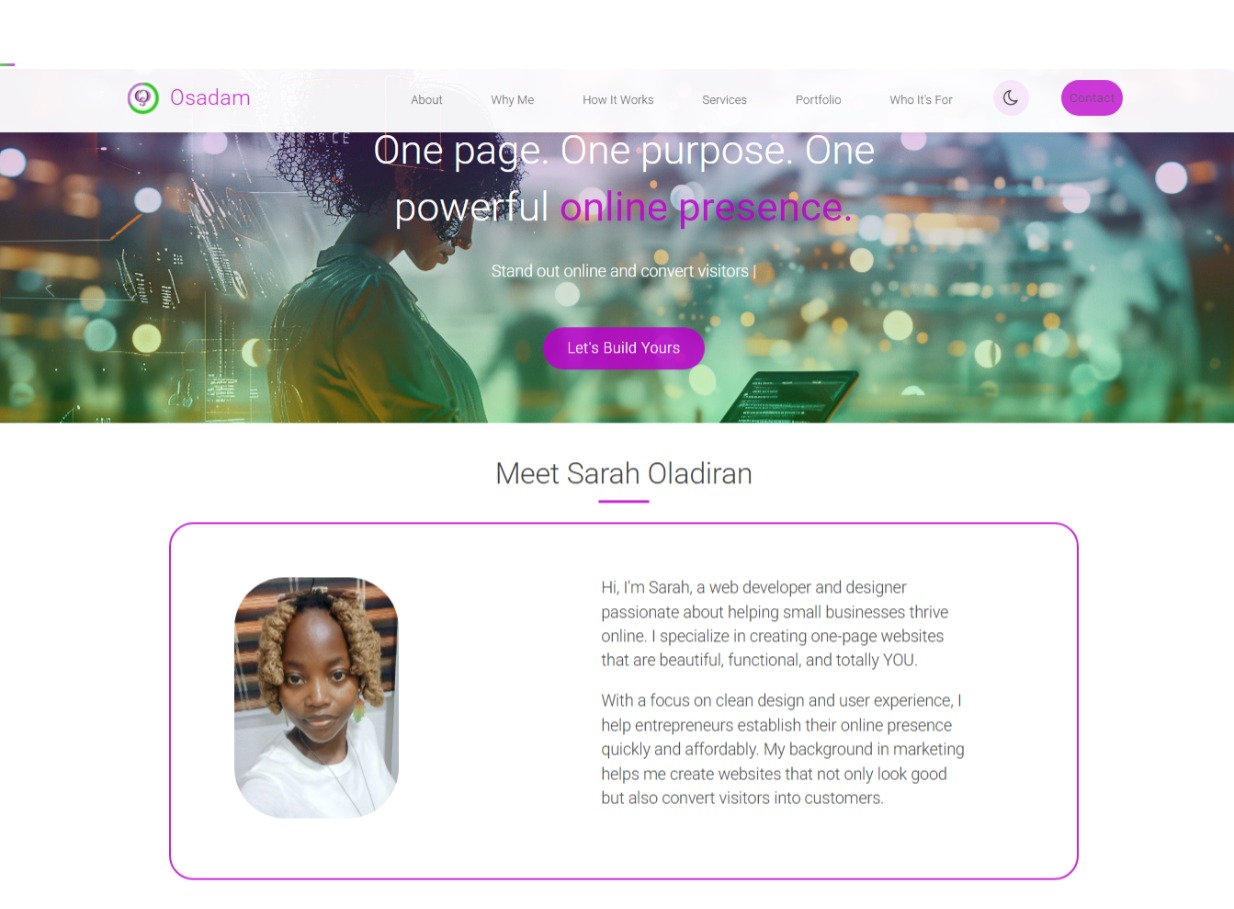 Osadam
About
Why Me
How It Works
Services
Portfolio
Who It's For
Contact
One page. One purpose. One
powerful online presence.
Stand out online and convert visitors |
Let's Build Yours
Meet Sarah Oladiran
Hi, I'm Sarah, a web developer and designer
passionate about helping small businesses thrive
online. I specialize in creating one-page websites
that are beautiful, functional, and totally YOU.
With a focus on clean design and user experience, I
help entrepreneurs establish their online presence
quickly and affordably. My background in marketing
helps me create websites that not only look good
but also convert visitors into customers.